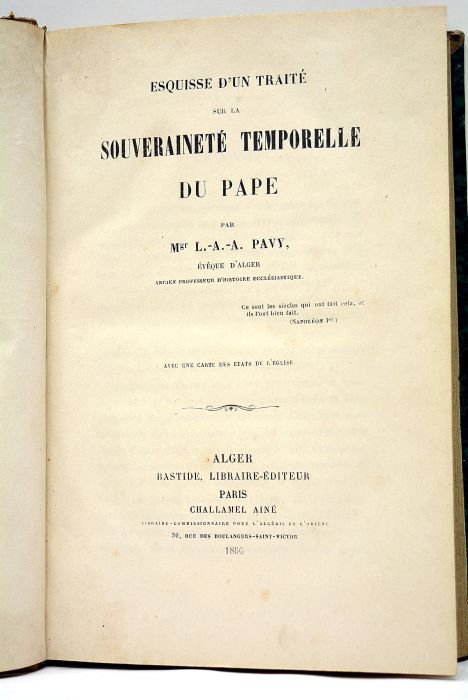 ESQUISSE D'UN TRAITÉ
SUR LA
SOUVERAINETÉ TEMPORELLE
DU PAPE
PAR
Mgr L.-A.-A. PAVY,
ÉVÊQUE D'ALGER
ANCIEN PROFESSEUR D'HISTOIRE ECCLÉSIASTIQUE.
Ce sont les siècles qui ont fait cela, et
ils l'ont bien fait.
(NAPOLÉON Ier.)
AVEC UNE CARTE DES ÉTATS DE L'ÉGLISE.
ALGER
BASTIDE, LIBRAIRE-ÉDITEUR
PARIS
CHALLAMEL AINÉ
LIBRAIRE-COMMISSIONNAIRE POUR L'ALGÉRIE ET L'ORIENT
30, RUE DES BOULANGERS-SAINT-VICTOR
1860